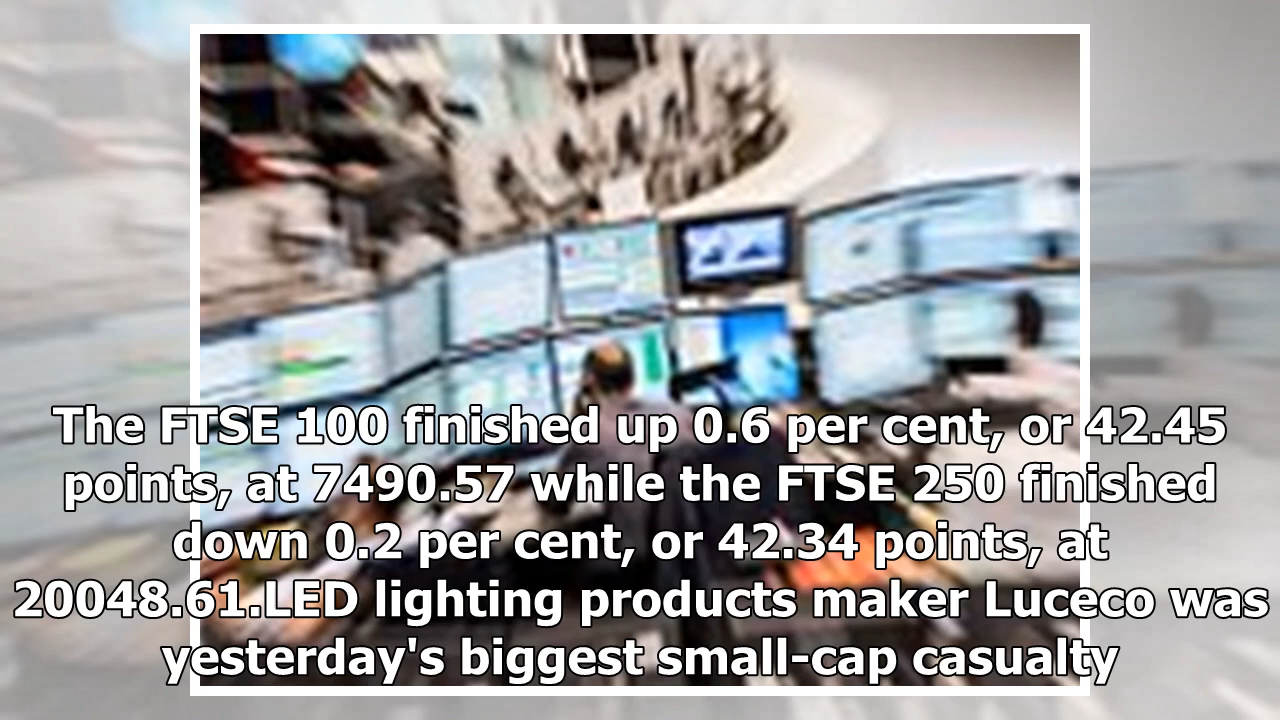 The FTSE 100 finished up 0.6 per cent, or 42.45
points, at 7490.57 while the FTSE 250 finished
down 0.2 per cent, or 42.34 points, at
20048.61.LED lighting products maker Luceco was
yesterday's biggest small-cap casualty